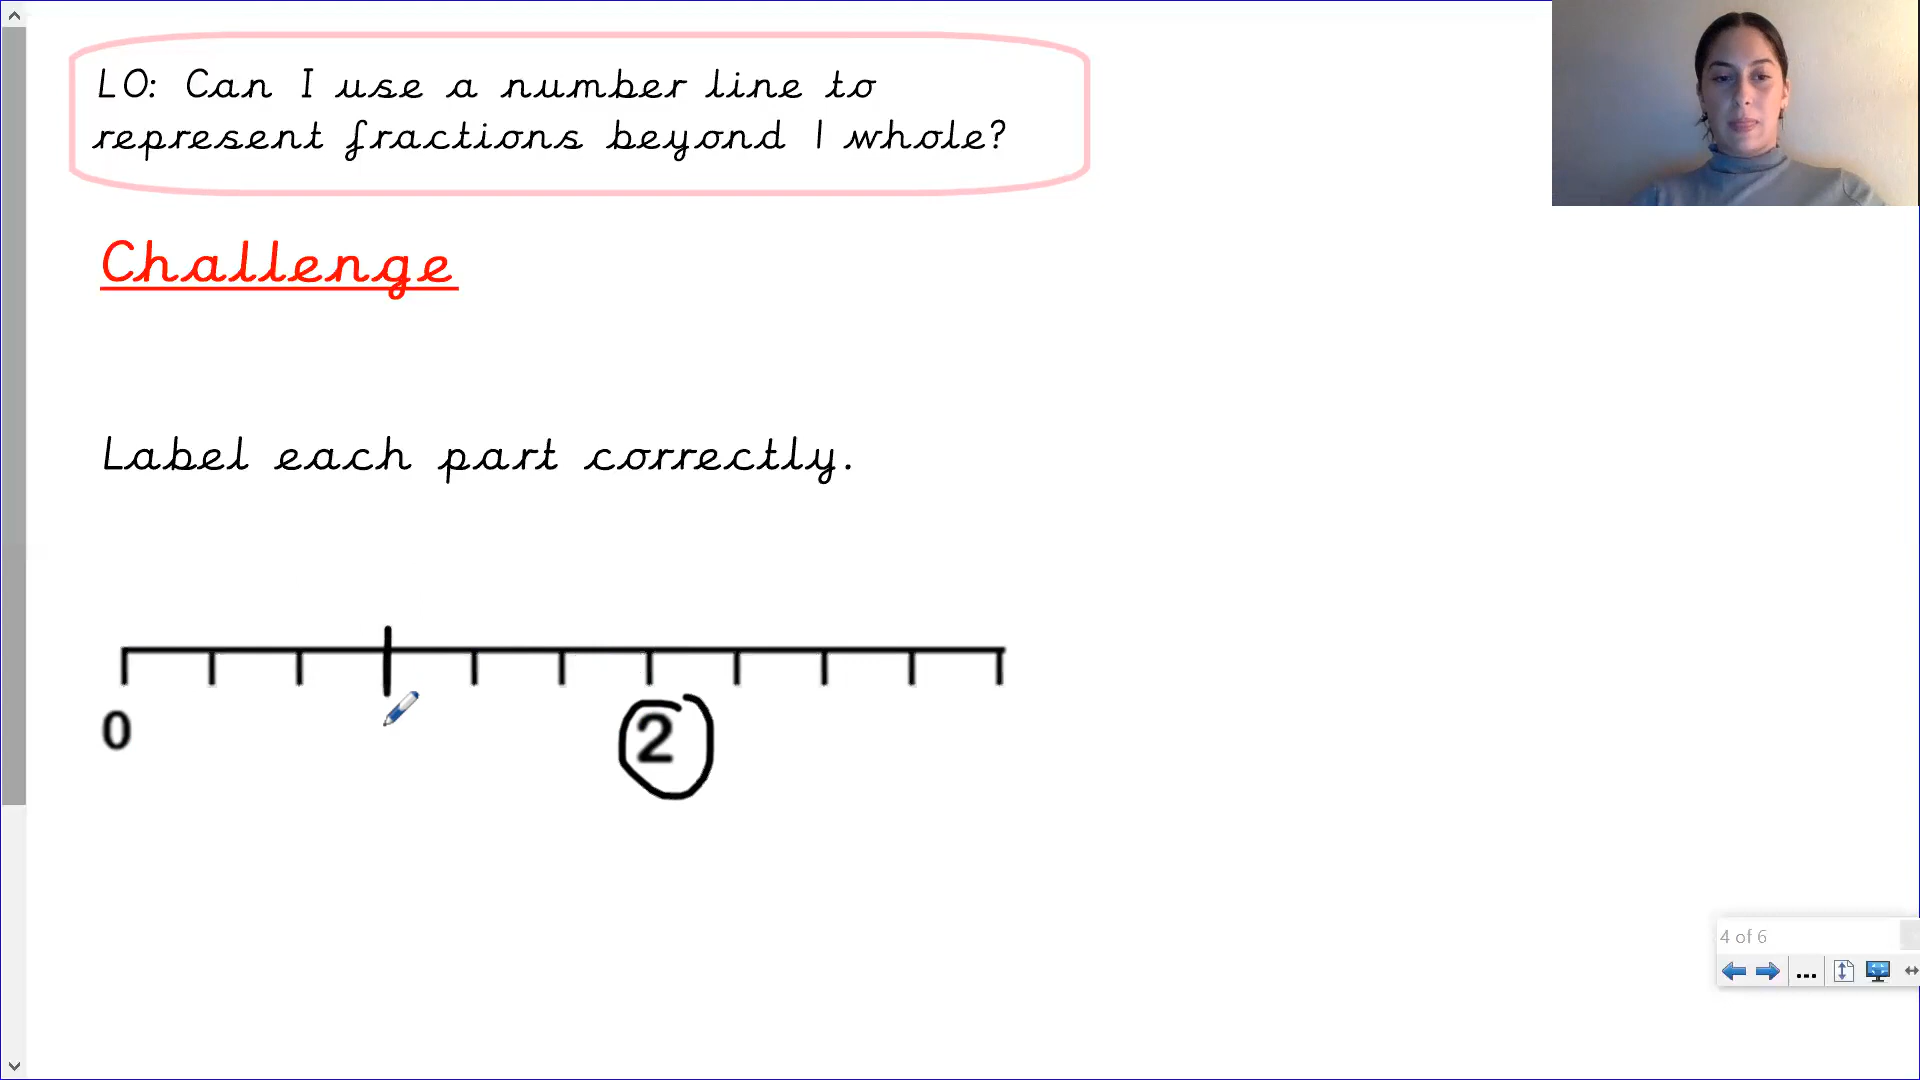 LO: Can I use a number line to
represent fractions beyond 1 whole?
Challenge
Label each part correctly.
0 2
4 of 6